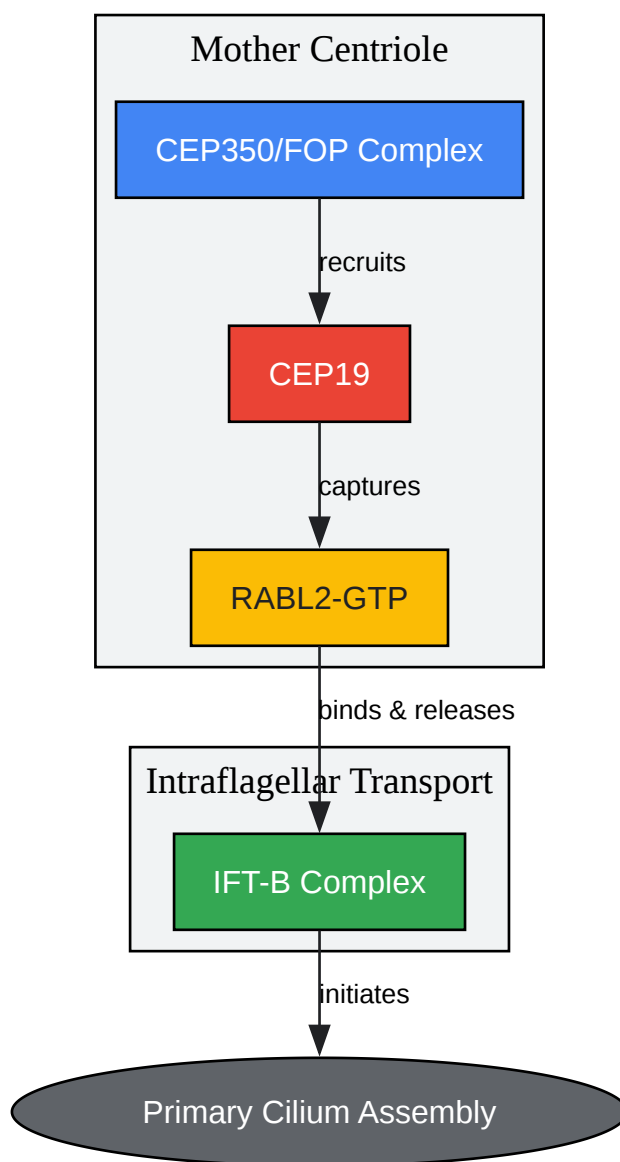 Mother Centriole
CEP350/FOP Complex
recruits
CEP19
captures
RABL2-GTP
binds & releases
Intraflagellar Transport
IFT-B Complex
initiates
Primary Cilium Assembly